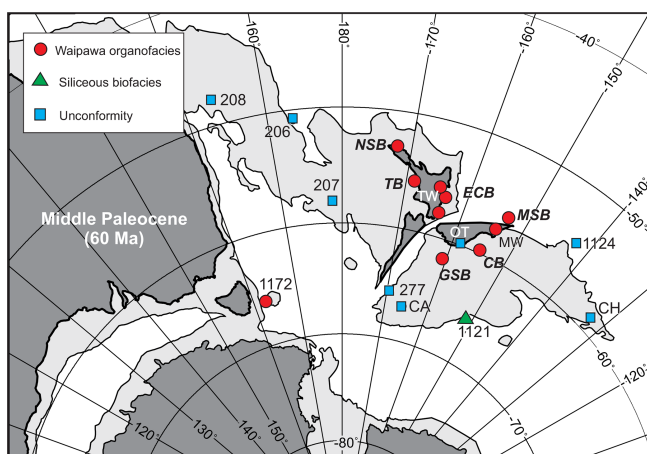 -160°
-180°
-170°
-40°
-150°
Waipawa organofacies
Siliceous biofacies
Unconformity
208
206
NSB
TB
TW
ECB
207
-140°
MSB
-50°
Middle Paleocene
(60 Ma)
OT
MW
1124
CB
GSB
1172
277
CA
CH
1121
-60°
-120°
-70°
120°
130°
140°
150°
-80°